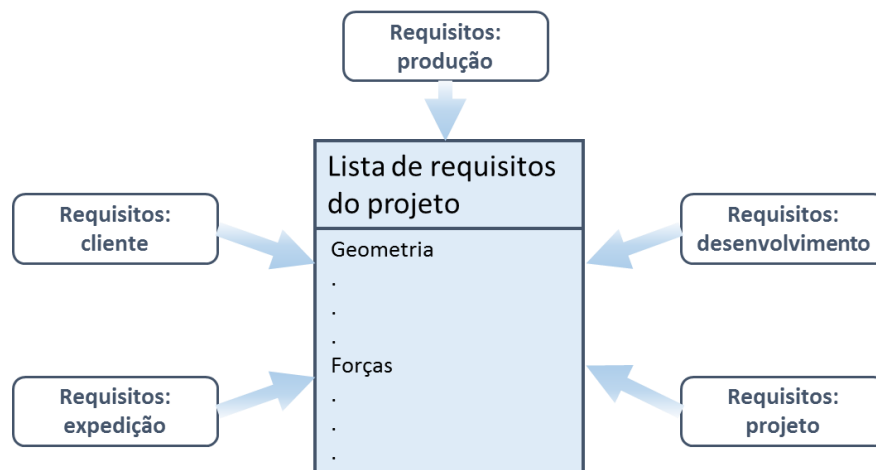 Requisitos:
produção
Lista de requisitos
do projeto
Requisitos:
cliente
Requisitos:
desenvolvimento
Geometria
.
.
.
Forças
.
.
.
Requisitos:
expedição
Requisitos:
projeto